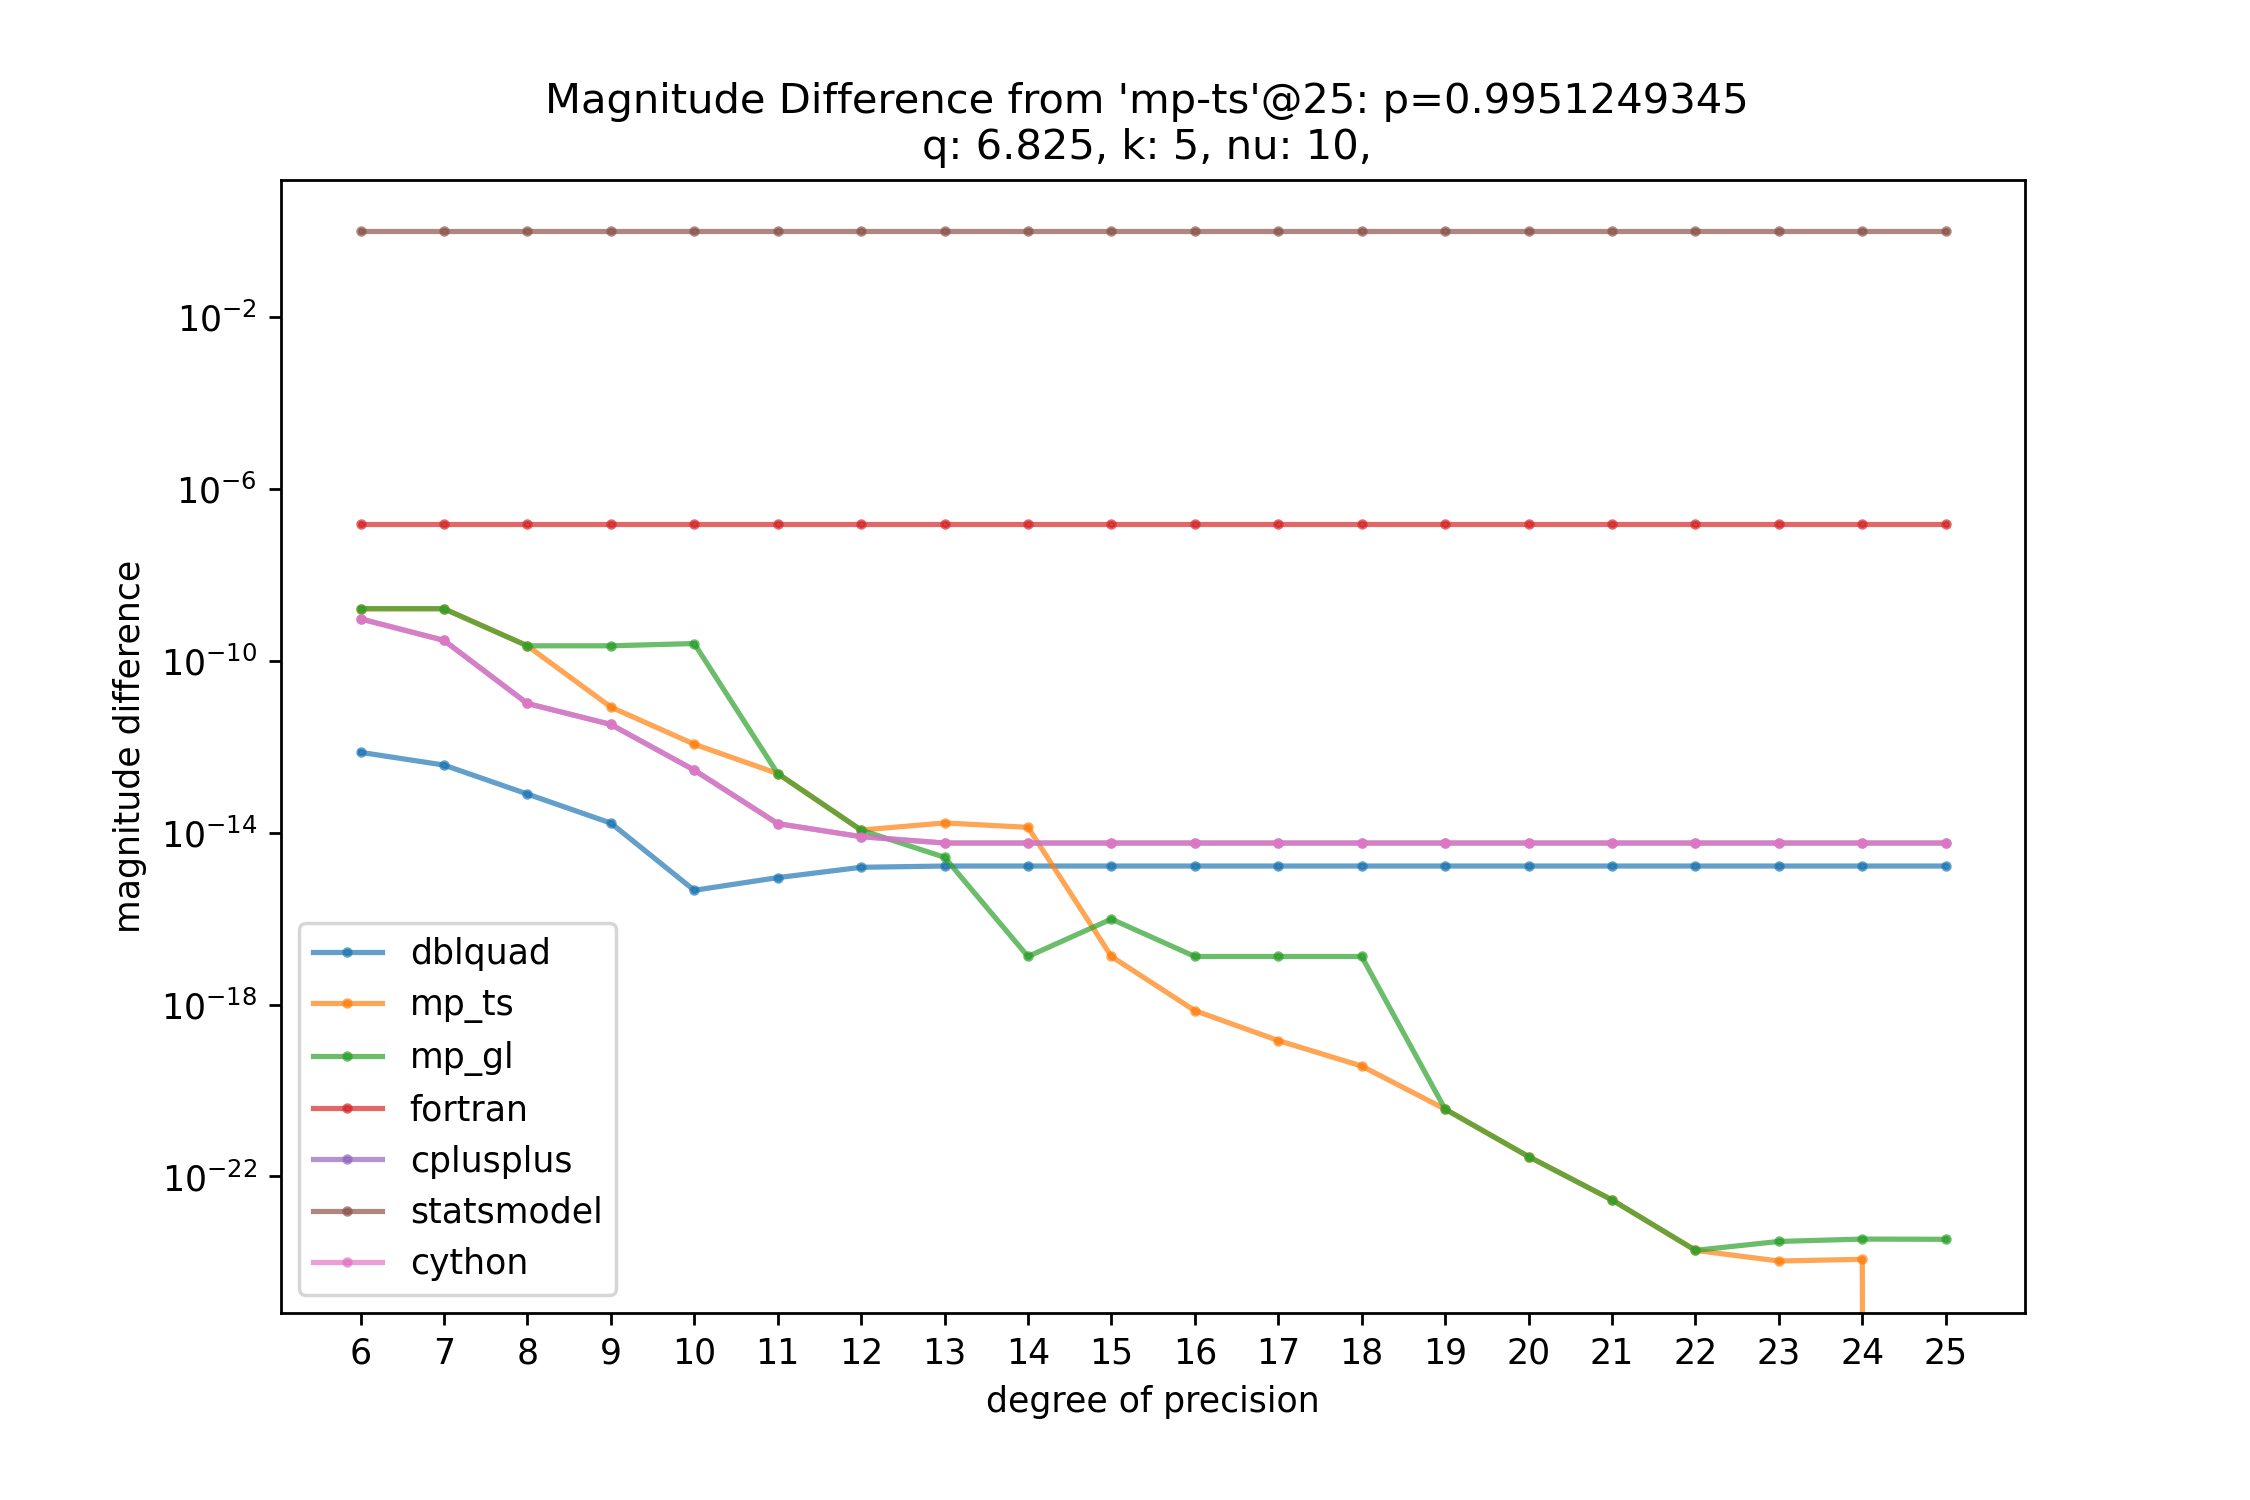 Magnitude Difference from 'mp-ts'@25: p=0.9951249345
q: 6.825, k: 5, nu: 10,
magnitude difference
10⁻²
10⁻⁶
10⁻¹⁰
10⁻¹⁴
10⁻¹⁸
10⁻²²
dblquad
mp_ts
mp_gl
fortran
cplusplus
statsmodel
cython
6 7 8 9 10 11 12 13 14 15 16 17 18 19 20 21 22 23 24 25
degree of precision